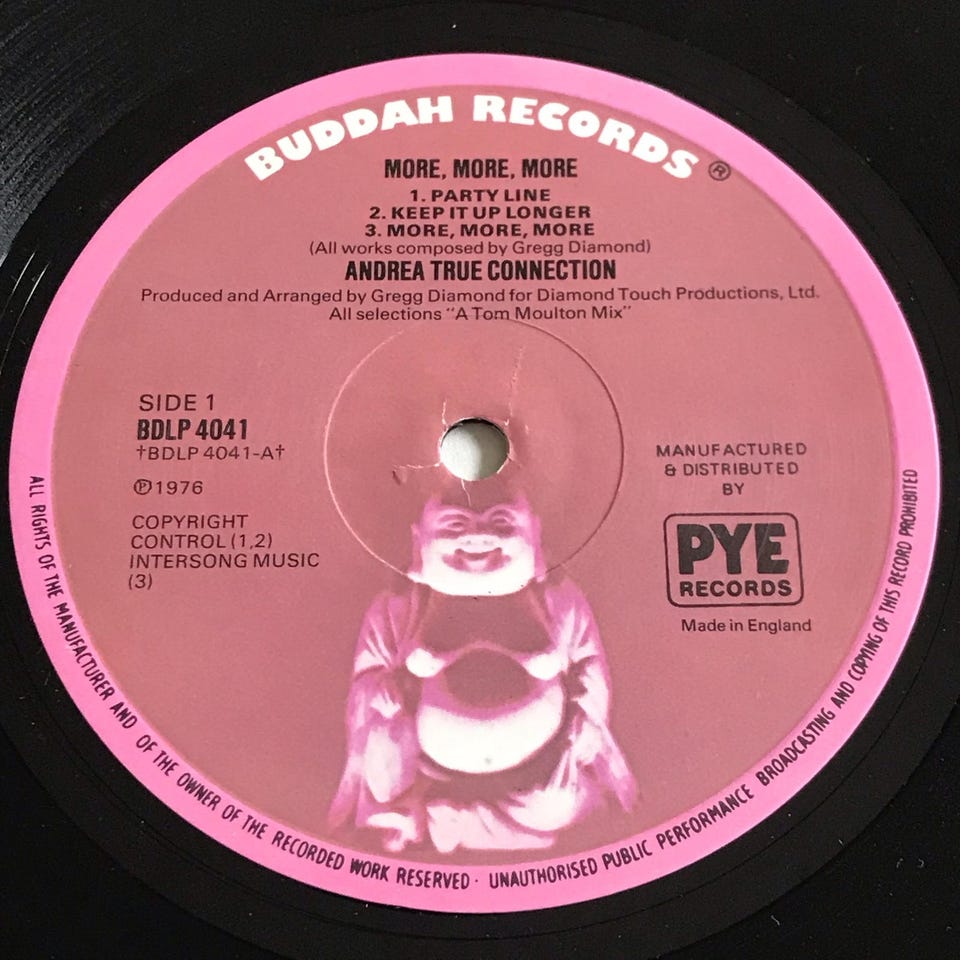 BUDDAH RECORDS ®
MORE, MORE, MORE
1. PARTY LINE
2. KEEP IT UP LONGER
3. MORE, MORE, MORE
(All works composed by Gregg Diamond)
ANDREA TRUE CONNECTION
Produced and Arranged by Gregg Diamond for Diamond Touch Productions, Ltd.
All selections "A Tom Moulton Mix"
SIDE 1
BDLP 4041
†BDLP 4041-A†
℗1976
COPYRIGHT
CONTROL (1,2)
INTERSONG MUSIC
(3)
MANUFACTURED
& DISTRIBUTED
BY
PYE
RECORDS
Made in England
ALL RIGHTS OF THE MANUFACTURER AND OF THE OWNER OF THE RECORDED WORK RESERVED · UNAUTHORISED PUBLIC PERFORMANCE BROADCASTING AND COPYING OF THIS RECORD PROHIBITED